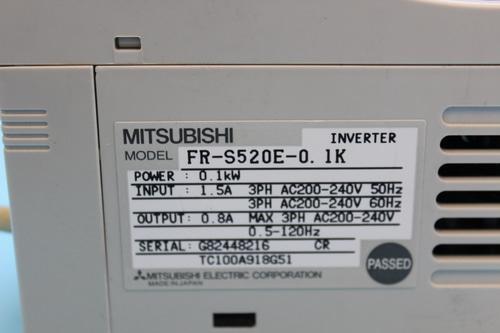 MITSUBISHI INVERTER
MODEL FR-S520E-0.1K
POWER : 0.1kW
INPUT : 1.5A 3PH AC200-240V 50Hz
3PH AC200-240V 60Hz
OUTPUT: 0.8A MAX 3PH AC200-240V
0.5-120Hz
SERIAL: G82448216 CR
TC100A918G51
PASSED
MITSUBISHI ELECTRIC CORPORATION
MADE IN JAPAN